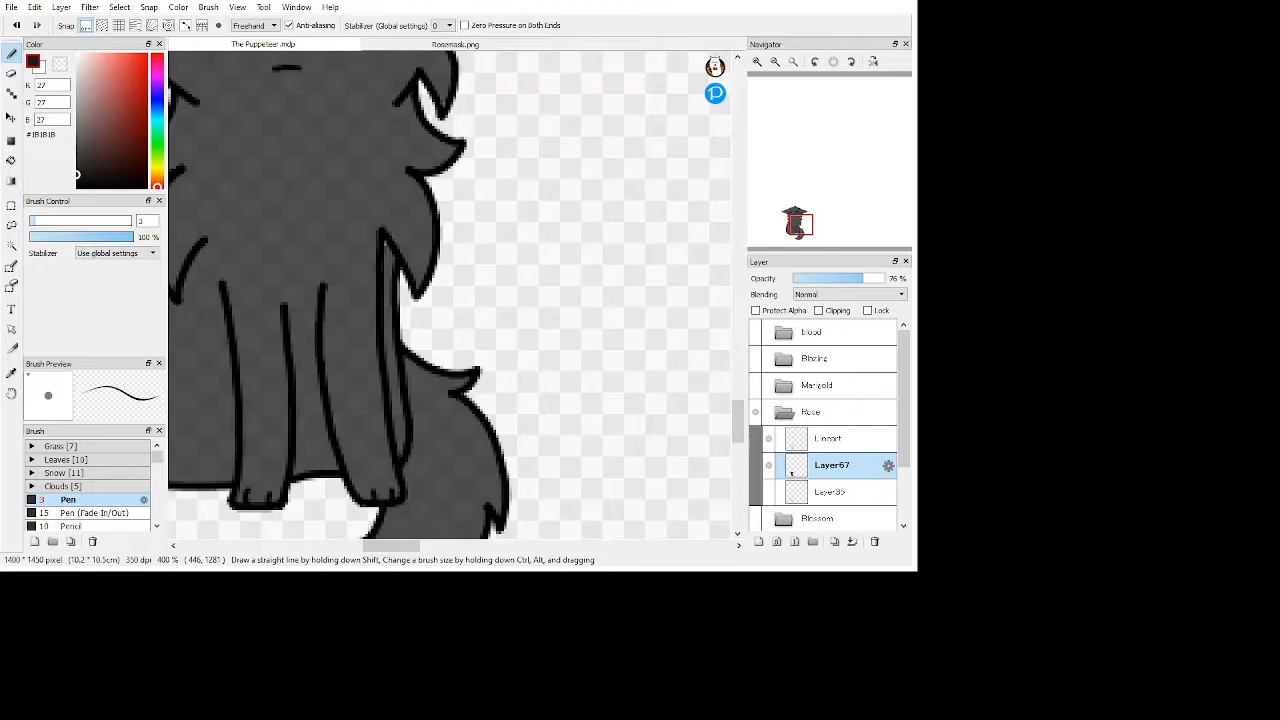 File Edit Layer Filter Select Snap Color Brush View Tool Window Help
Snap Freehand Anti-aliasing Stabilizer (Global settings) 0 Zero Pressure on Both Ends
Color
The Puppeteer.mdp
Rosemask.png
Navigator
R 27
G 27
B 27
#1B1B1B
Brush Control
3
100 %
Stabilizer Use global settings
Brush Preview
Brush
Grass [7]
Leaves [10]
Snow [11]
Clouds [5]
3 Pen
15 Pen (Fade In/Out)
10 Pencil
Layer
Opacity 76 %
Blending Normal
Protect Alpha Clipping Lock
blood
Blazing
Marigold
Rose
Lineart
Layer67
Layer35
Blossom
1400 * 1450 pixel (10.2 * 10.5cm) 350 dpi 400 % ( 446, 1281 ) Draw a straight line by holding down Shift, Change a brush size by holding down Ctrl, Alt, and dragging